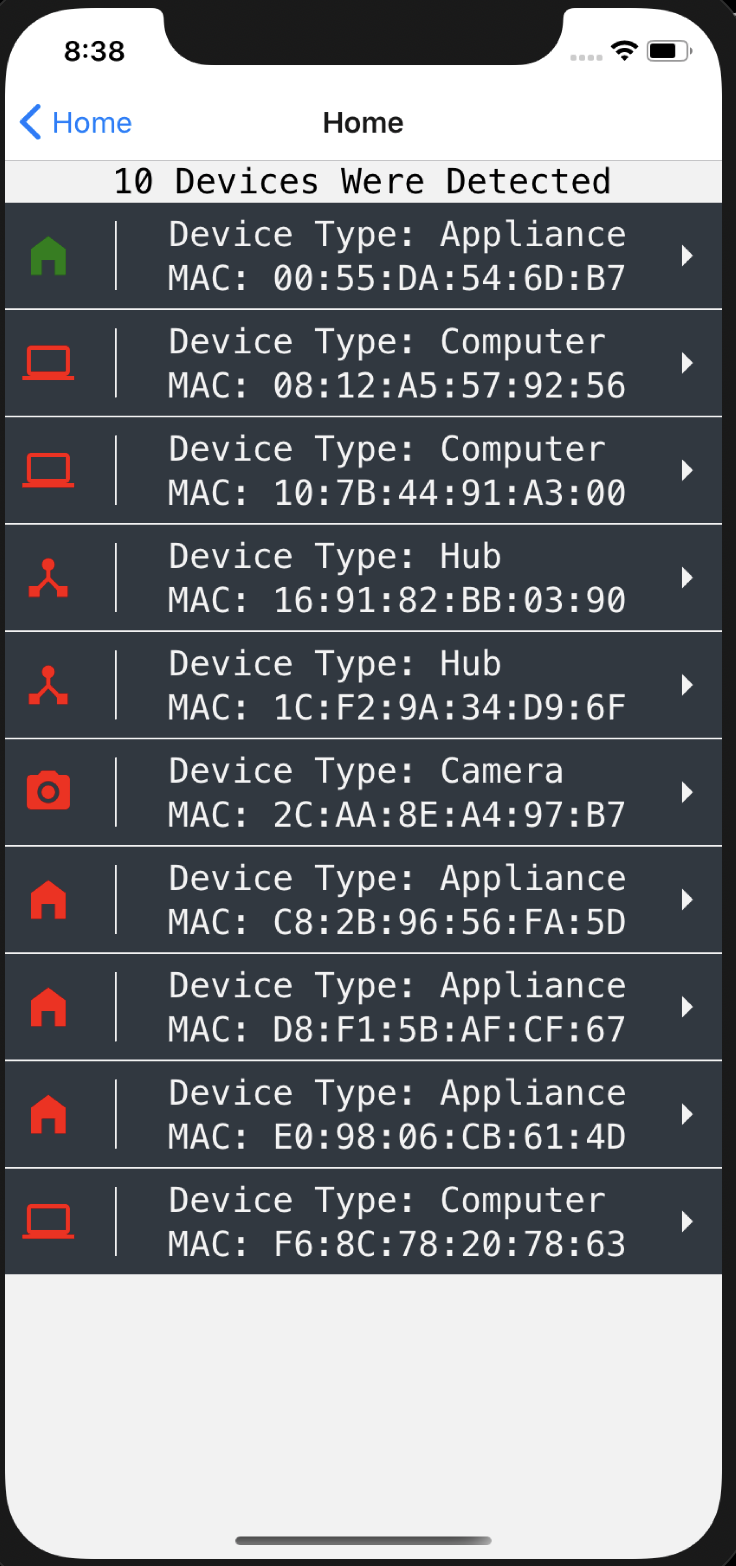 8:38
Home
Home
10 Devices Were Detected
Device Type: Appliance
MAC: 00:55:DA:54:6D:B7
Device Type: Computer
MAC: 08:12:A5:57:92:56
Device Type: Computer
MAC: 10:7B:44:91:A3:00
Device Type: Hub
MAC: 16:91:82:BB:03:90
Device Type: Hub
MAC: 1C:F2:9A:34:D9:6F
Device Type: Camera
MAC: 2C:AA:8E:A4:97:B7
Device Type: Appliance
MAC: C8:2B:96:56:FA:5D
Device Type: Appliance
MAC: D8:F1:5B:AF:CF:67
Device Type: Appliance
MAC: E0:98:06:CB:61:4D
Device Type: Computer
MAC: F6:8C:78:20:78:63